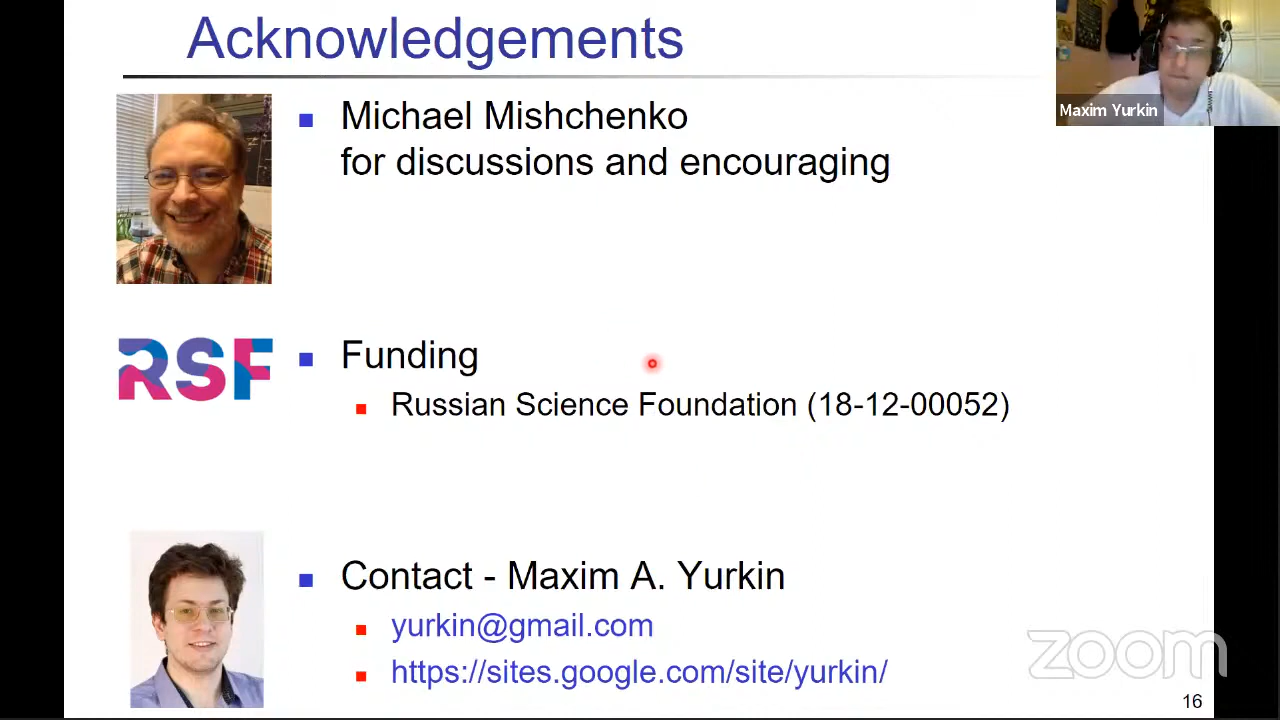 Acknowledgements
Michael Mishchenko
for discussions and encouraging
Maxim Yurkin
RSF
Funding
Russian Science Foundation (18-12-00052)
Contact - Maxim A. Yurkin
yurkin@gmail.com
https://sites.google.com/site/yurkin/
zoom
16